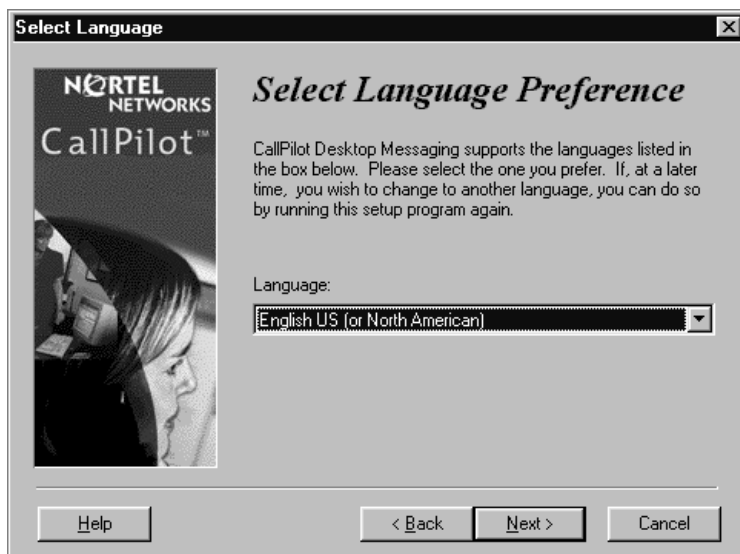 Select Language
NORTEL
NETWORKS
CallPilot™
Select Language Preference
CallPilot Desktop Messaging supports the languages listed in
the box below. Please select the one you prefer. If, at a later
time, you wish to change to another language, you can do so
by running this setup program again.
Language:
English US (or North American)
Help
< Back
Next >
Cancel